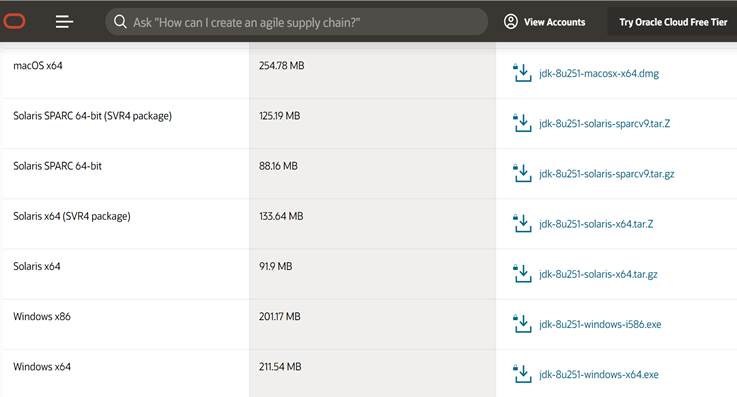 Ask "How can I create an agile supply chain?"
View Accounts
Try Oracle Cloud Free Tier
macOS x64 254.78 MB jdk-8u251-macosx-x64.dmg
Solaris SPARC 64-bit (SVR4 package) 125.19 MB jdk-8u251-solaris-sparcv9.tar.Z
Solaris SPARC 64-bit 88.16 MB jdk-8u251-solaris-sparcv9.tar.gz
Solaris x64 (SVR4 package) 133.64 MB jdk-8u251-solaris-x64.tar.Z
Solaris x64 91.9 MB jdk-8u251-solaris-x64.tar.gz
Windows x86 201.17 MB jdk-8u251-windows-i586.exe
Windows x64 211.54 MB jdk-8u251-windows-x64.exe